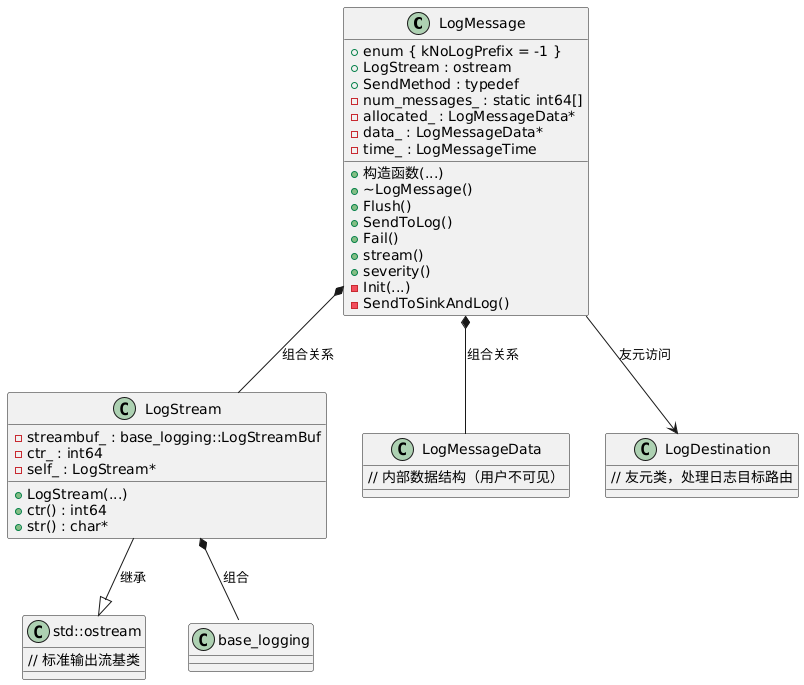 C LogMessage
enum { kNoLogPrefix = -1 }
LogStream : ostream
SendMethod : typedef
num_messages_ : static int64[]
allocated_ : LogMessageData*
data_ : LogMessageData*
time_ : LogMessageTime
构造函数(...)
~LogMessage()
Flush()
SendToLog()
Fail()
stream()
severity()
Init(...)
SendToSinkAndLog()
组合关系
组合关系
友元访问
C LogStream
streambuf_ : base_logging::LogStreamBuf
ctr_ : int64
self_ : LogStream*
LogStream(...)
ctr() : int64
str() : char*
C LogMessageData
// 内部数据结构（用户不可见）
C LogDestination
// 友元类，处理日志目标路由
继承
组合
C std::ostream
// 标准输出流基类
C base_logging